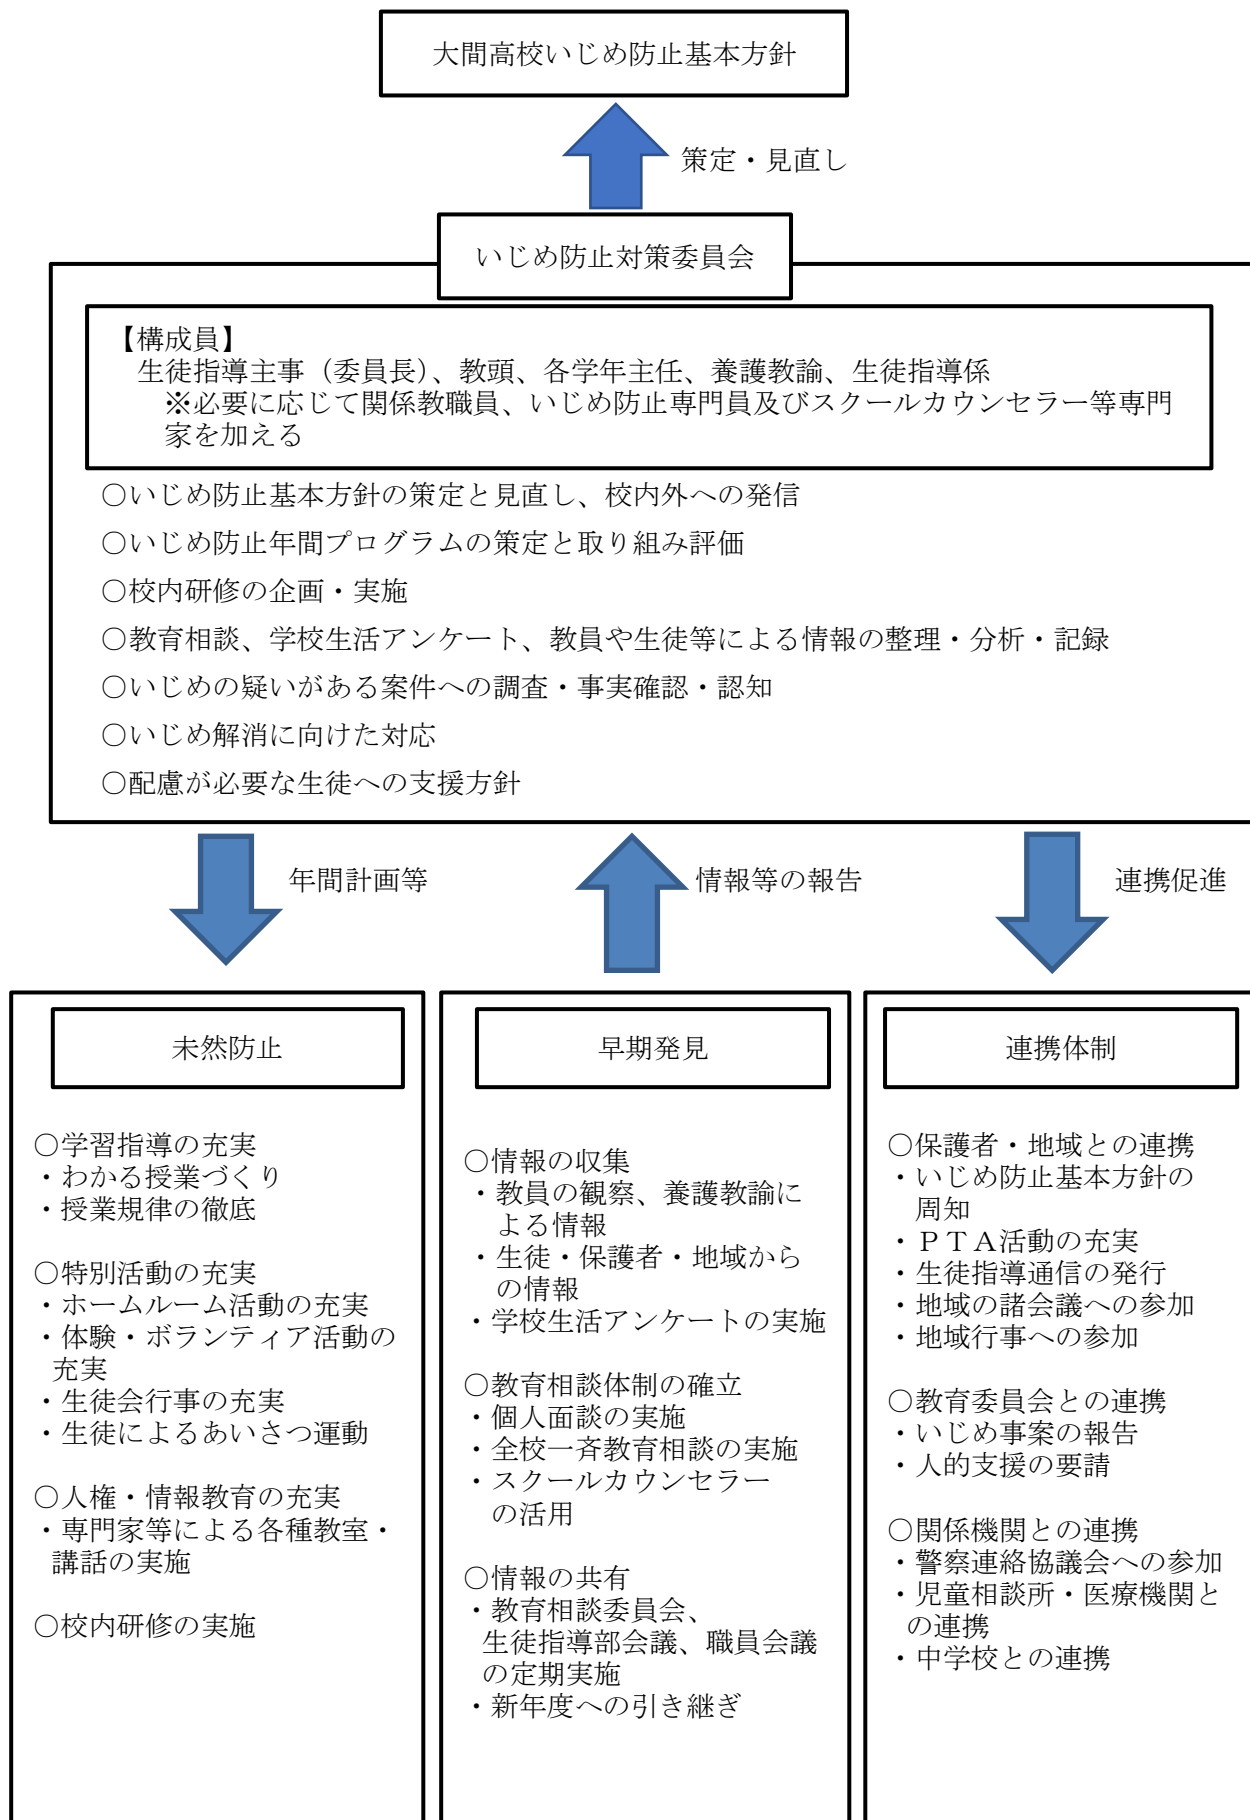 大間高校いじめ防止基本方針
策定・見直し
いじめ防止対策委員会
【構成員】
生徒指導主事（委員長）、教頭、各学年主任、養護教諭、生徒指導係
※必要に応じて関係教職員、いじめ防止専門員及びスクールカウンセラー等専門
家を加える
○いじめ防止基本方針の策定と見直し、校内外への発信
○いじめ防止年間プログラムの策定と取り組み評価
○校内研修の企画・実施
○教育相談、学校生活アンケート、教員や生徒等による情報の整理・分析・記録
○いじめの疑いがある案件への調査・事実確認・認知
○いじめ解消に向けた対応
○配慮が必要な生徒への支援方針
年間計画等
情報等の報告
連携促進
未然防止
○学習指導の充実
・わかる授業づくり
・授業規律の徹底
○特別活動の充実
・ホームルーム活動の充実
・体験・ボランティア活動の
充実
・生徒会行事の充実
・生徒によるあいさつ運動
○人権・情報教育の充実
・専門家等による各種教室・
講話の実施
○校内研修の実施
早期発見
○情報の収集
・教員の観察、養護教諭に
よる情報
・生徒・保護者・地域から
の情報
・学校生活アンケートの実施
○教育相談体制の確立
・個人面談の実施
・全校一斉教育相談の実施
・スクールカウンセラー
の活用
○情報の共有
・教育相談委員会、
生徒指導部会議、職員会議
の定期実施
・新年度への引き継ぎ
連携体制
○保護者・地域との連携
・いじめ防止基本方針の
周知
・ＰＴＡ活動の充実
・生徒指導通信の発行
・地域の諸会議への参加
・地域行事への参加
○教育委員会との連携
・いじめ事案の報告
・人的支援の要請
○関係機関との連携
・警察連絡協議会への参加
・児童相談所・医療機関と
の連携
・中学校との連携